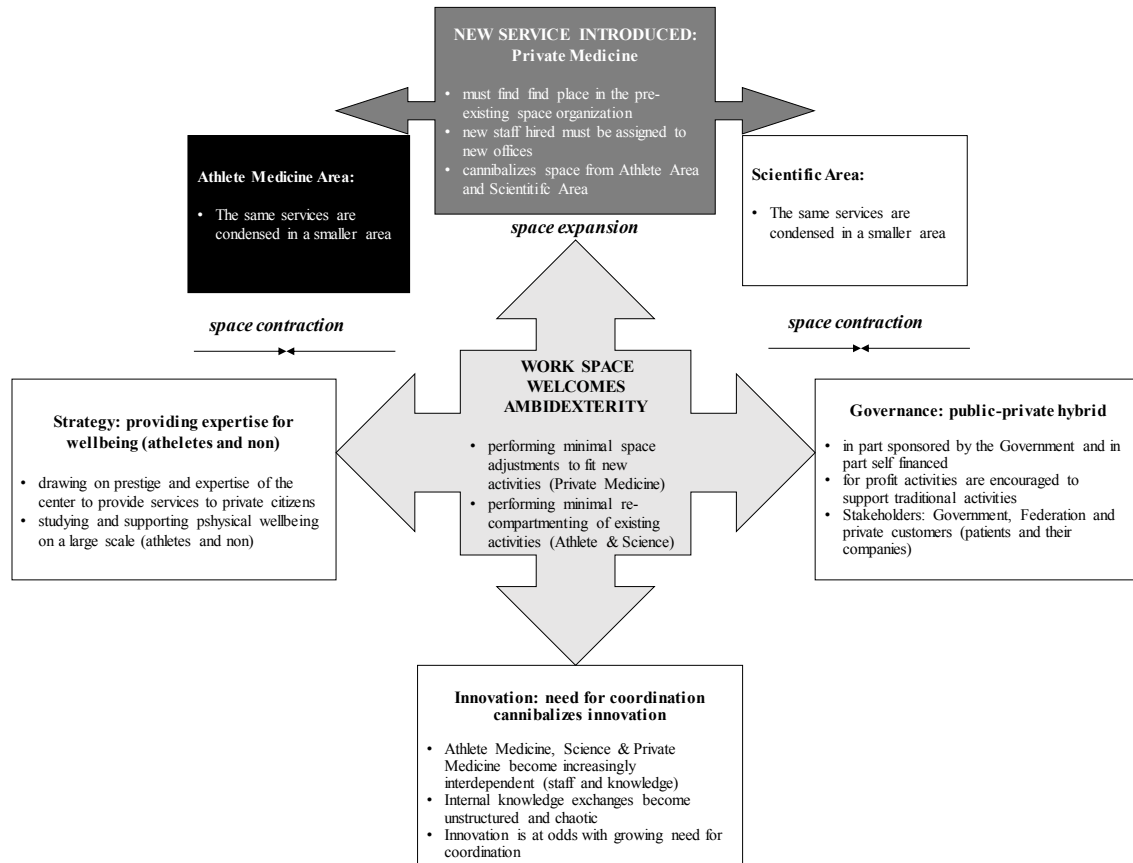 NEW SERVICE INTRODUCED:
Private Medicine
• must find find place in the pre-
existing space organization
• new staff hired must be assigned to
new offices
• cannibalizes space from Athlete Area
and Scientitifc Area
Athlete Medicine Area:
• The same services are
condensed in a smaller area
Scientific Area:
• The same services are
condensed in a smaller area
space expansion
space contraction
space contraction
WORK SPACE
WELCOMES
AMBIDEXTERITY
• performing minimal space
adjustments to fit new
activities (Private Medicine)
• performing minimal re-
compartmenting of existing
activities (Athlete & Science)
Strategy: providing expertise for
wellbeing (atheletes and non)
• drawing on prestige and expertise of the
center to provide services to private citizens
• studying and supporting pshysical wellbeing
on a large scale (athletes and non)
Governance: public-private hybrid
• in part sponsored by the Government and in
part self financed
• for profit activities are encouraged to
support traditional activities
• Stakeholders: Government, Federation and
private customers (patients and their
companies)
Innovation: need for coordination
cannibalizes innovation
• Athlete Medicine, Science & Private
Medicine become increasingly
interdependent (staff and knowledge)
• Internal knowledge exchanges become
unstructured and chaotic
• Innovation is at odds with growing need for
coordination